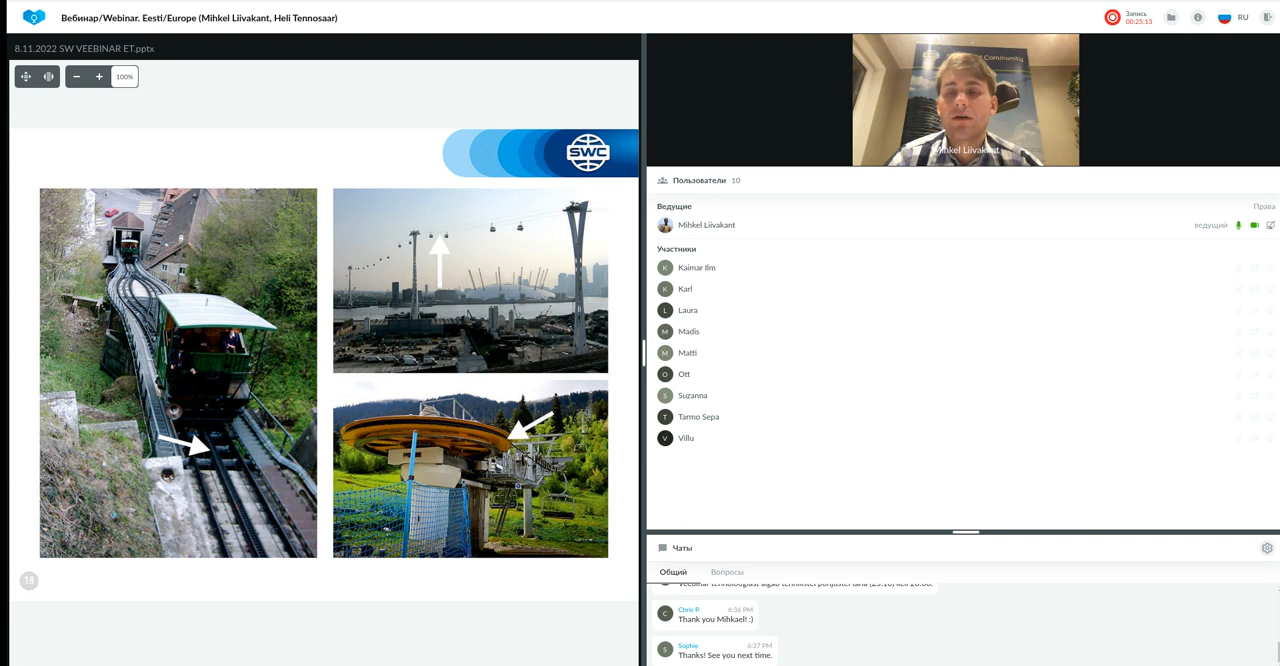 Вебинар/Webinar. Eesti/Europe (Mihkel Liivakant, Heli Tennosaar)
Запись
00:25:13
RU
8.11.2022 SW VEEBINAR ET.pptx
100%
SWC
18
Community
Mihkel Liivakant
Пользователи 10
Ведущие
Права
Mihkel Liivakant
ведущий
Участники
K Kaimar Ilm
K Karl
L Laura
M Madis
M Matti
O Ott
S Suzanna
T Tarmo Sepa
V Villu
Чаты
Общий
Вопросы
C
Chris P. 6:36 PM
Thank you Mihkael! :)
S
Sophie 6:37 PM
Thanks! See you next time.